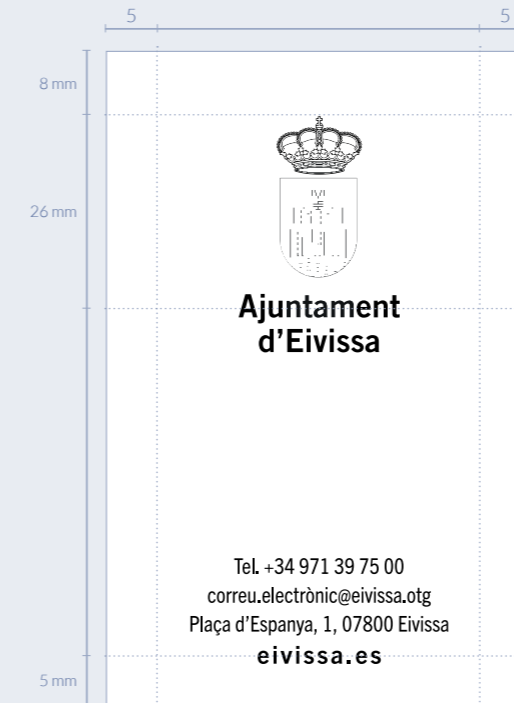 5 5
8 mm
26 mm
Ajuntament
d’Eivissa
Tel. +34 971 39 75 00
correu.electrònic@eivissa.otg
Plaça d’Espanya, 1, 07800 Eivissa
eivissa.es
5 mm